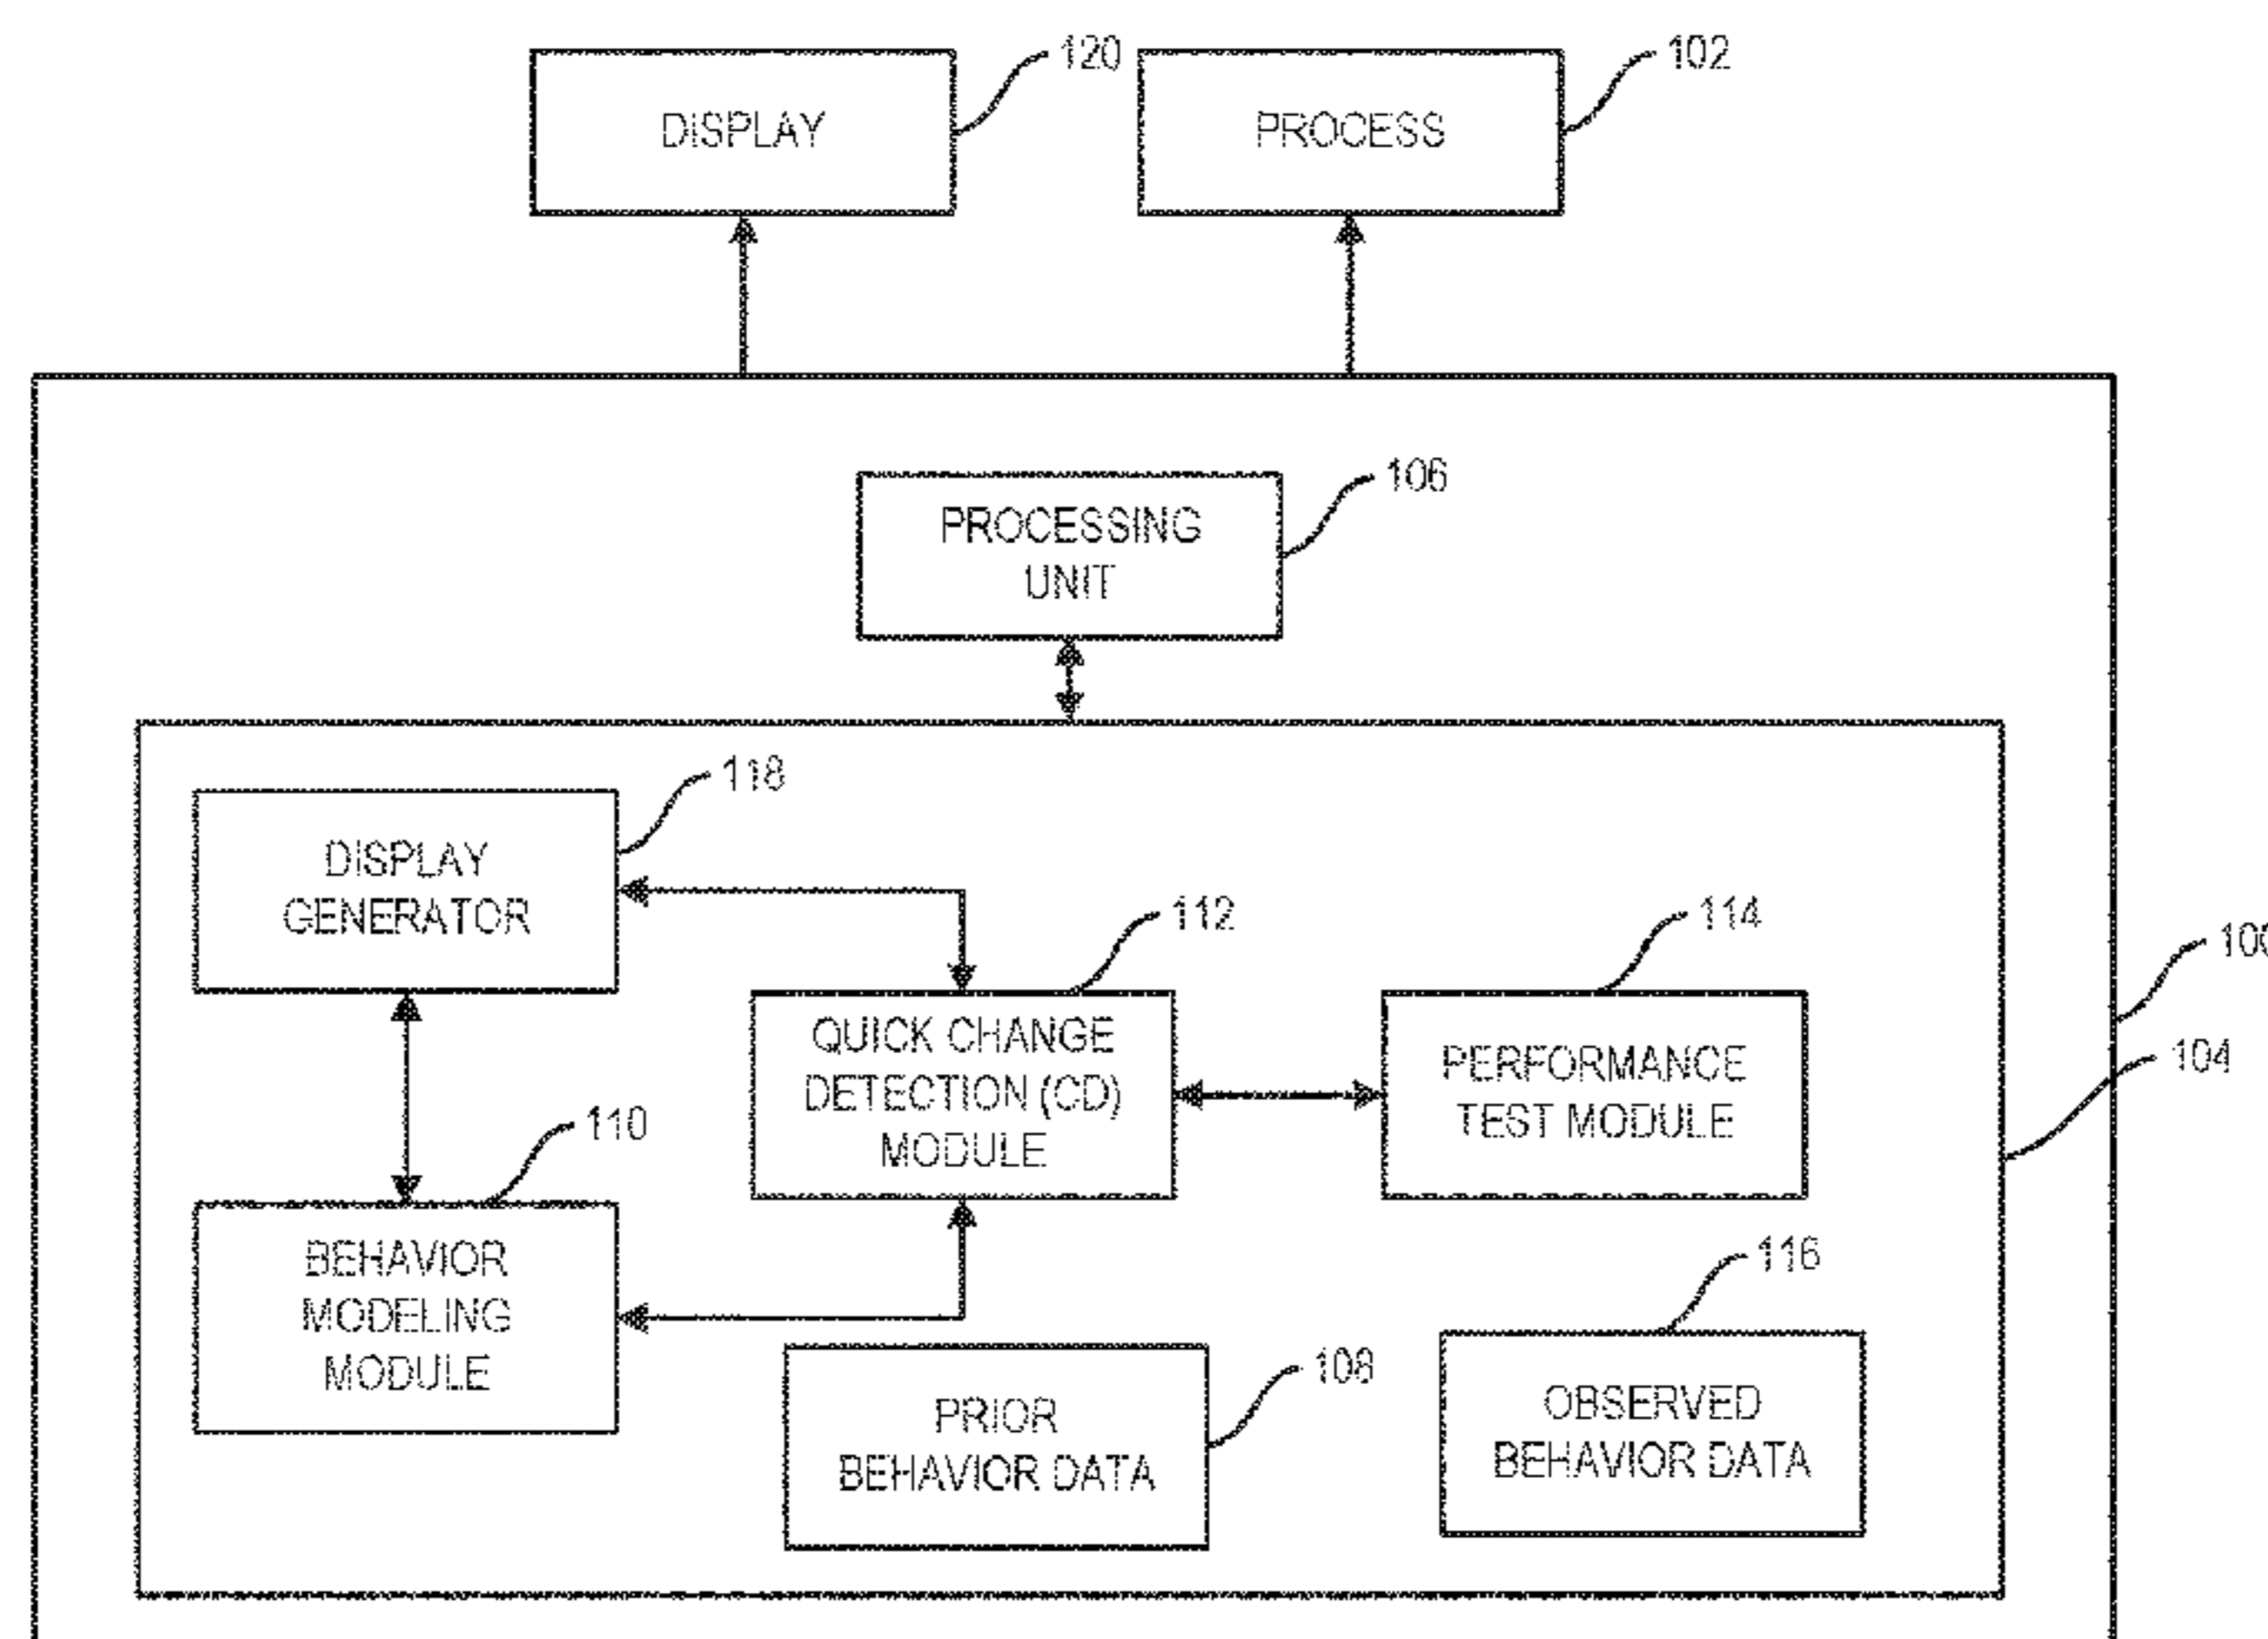 120
102
DISPLAY
PROCESS
106
PROCESSING
UNIT
118
DISPLAY
GENERATOR
112
114
100
QUICK CHANGE
DETECTION (CD)
MODULE
PERFORMANCE
TEST MODULE
104
110
BEHAVIOR
MODELING
MODULE
116
108
PRIOR
BEHAVIOR DATA
OBSERVED
BEHAVIOR DATA